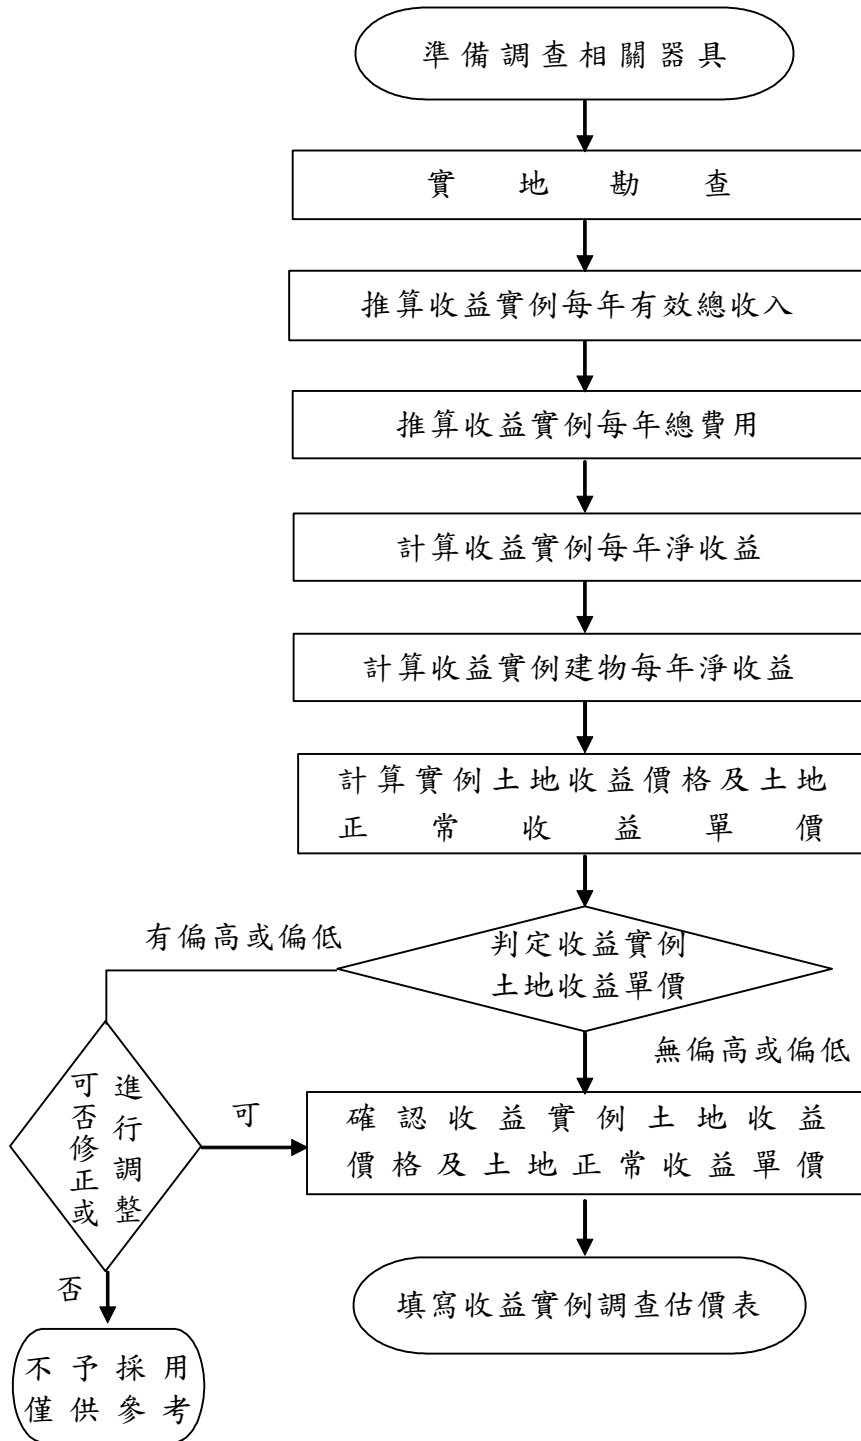 準備調查相關器具
實地勘查
推算收益實例每年有效總收入
推算收益實例每年總費用
計算收益實例每年淨收益
計算收益實例建物每年淨收益
計算實例土地收益價格及土地
正常收益單價
有偏高或偏低
判定收益實例
土地收益單價
無偏高或偏低
可否修正或
進行調整
可
確認收益實例土地收益
價格及土地正常收益單價
否
填寫收益實例調查估價表
不予採用
僅供參考